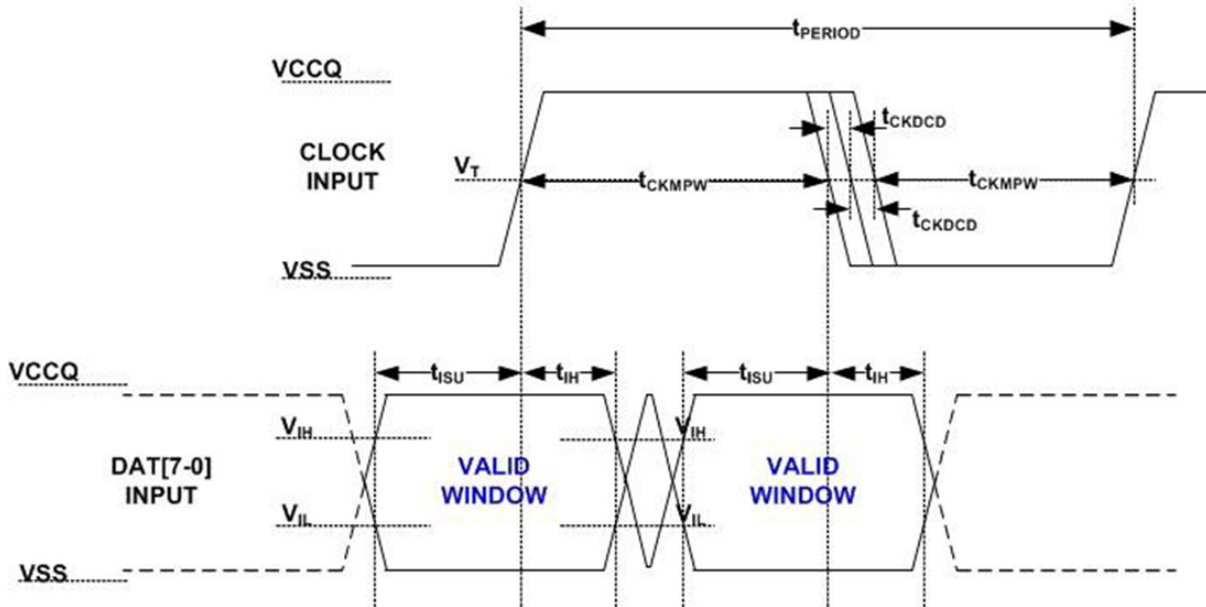 tPERIOD
VCCQ
tCKDCD
CLOCK
INPUT
VT
tCKMPW
tCKMPW
tCKDCD
VSS
VCCQ
tISU
tIH
tISU
tIH
VIH
VIH
DAT[7-0]
INPUT
VALID
WINDOW
VALID
WINDOW
VIL
VIL
VSS